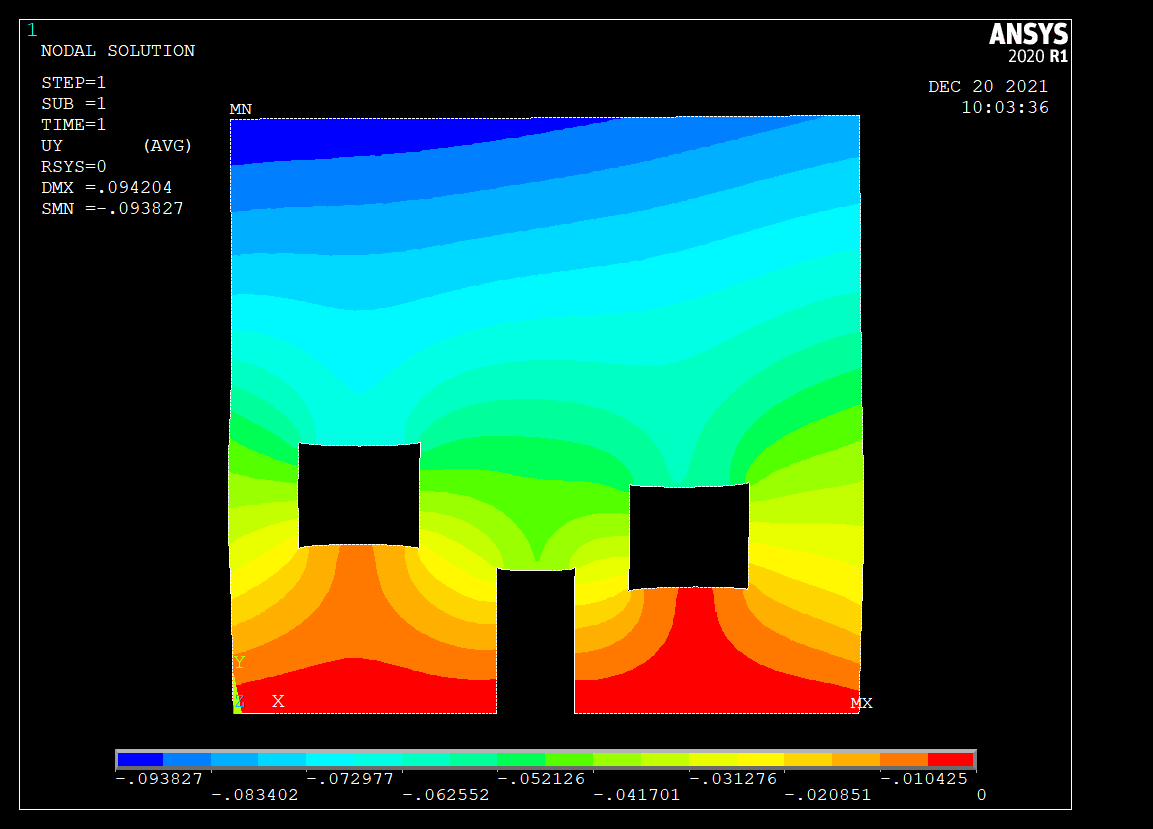 1
NODAL SOLUTION
STEP=1
SUB =1
TIME=1
UY (AVG)
RSYS=0
DMX =.094204
SMN =-.093827
ANSYS
2020 R1
DEC 20 2021
10:03:36
MN
Y
Z X
MX
-.093827 -.072977 -.052126 -.031276 -.010425
-.083402 -.062552 -.041701 -.020851 0